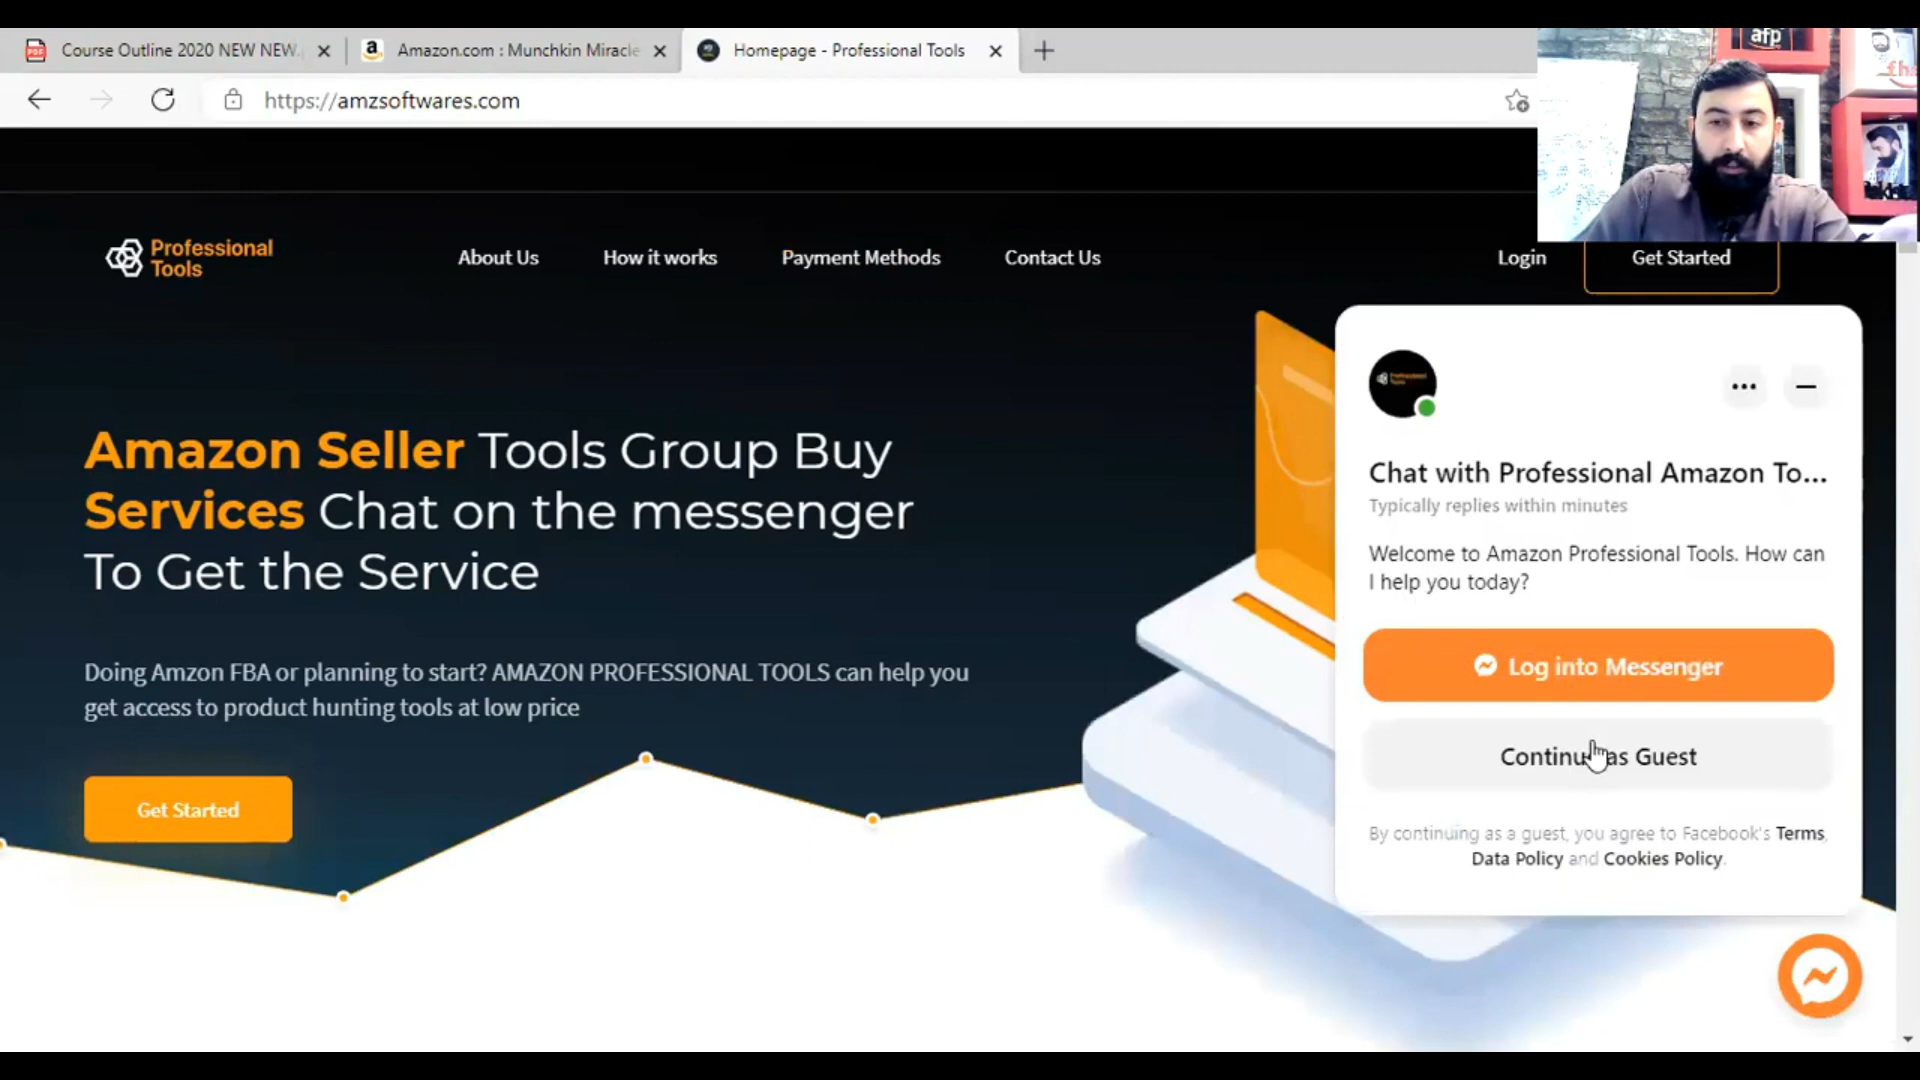 Course Outline 2020 NEW NEW.
Amazon.com : Munchkin Miracle
Homepage - Professional Tools
https://amzsoftwares.com
afp
Professional
Tools
About Us
How it works
Payment Methods
Contact Us
Login
Get Started
Amazon Seller Tools Group Buy
Services Chat on the messenger
To Get the Service
Doing Amzon FBA or planning to start? AMAZON PROFESSIONAL TOOLS can help you
get access to product hunting tools at low price
Get Started
Chat with Professional Amazon To...
Typically replies within minutes
Welcome to Amazon Professional Tools. How can
I help you today?
Log into Messenger
Continue as Guest
By continuing as a guest, you agree to Facebook's Terms,
Data Policy and Cookies Policy.